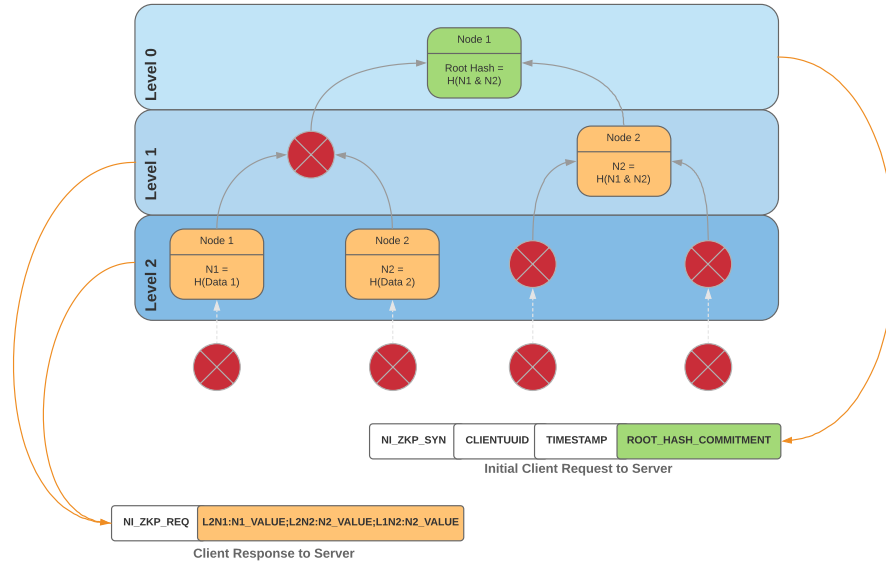 Level 0
Node 1
Root Hash =
H(N1 & N2)
Level 1
Node 2
N2 =
H(N1 & N2)
Level 2
Node 1
N1 =
H(Data 1)
Node 2
N2 =
H(Data 2)
NI_ZKP_SYN CLIENTUUID TIMESTAMP ROOT_HASH_COMMITMENT
Initial Client Request to Server
NI_ZKP_REQ L2N1:N1_VALUE;L2N2:N2_VALUE;L1N2:N2_VALUE
Client Response to Server